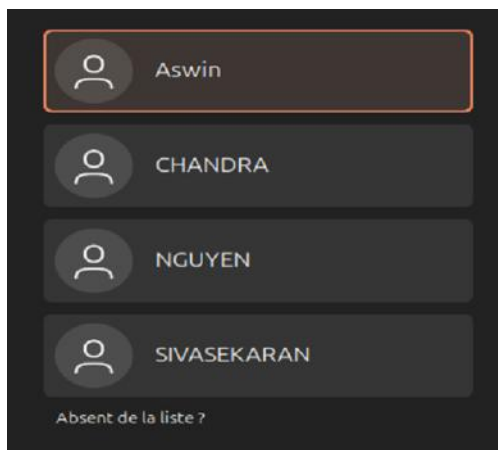 Aswin
CHANDRA
NGUYEN
SIVASEKARAN
Absent de la liste ?